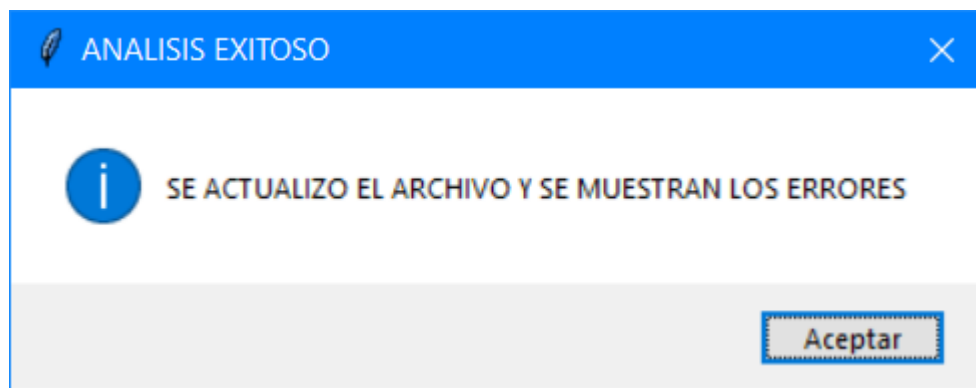 ANALISIS EXITOSO
SE ACTUALIZO EL ARCHIVO Y SE MUESTRAN LOS ERRORES
Aceptar